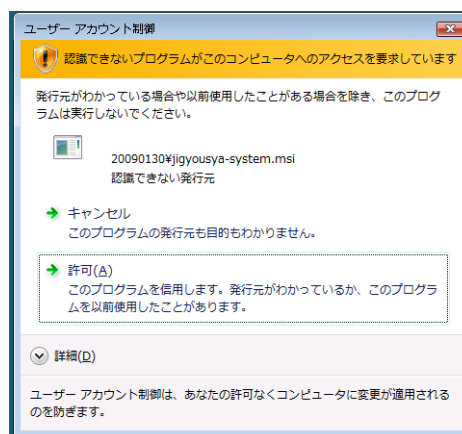 ユーザー アカウント制御
認識できないプログラムがこのコンピュータへのアクセスを要求しています
発行元がわかっている場合や以前使用したことがある場合を除き、このプログ
ラムは実行しないでください。
20090130¥jigyousya-system.msi
認識できない発行元
キャンセル
このプログラムの発行元も目的もわかりません。
許可(A)
このプログラムを信用します。発行元がわかっているか、このプログラ
ムを以前使用したことがあります。
詳細(D)
ユーザー アカウント制御は、あなたの許可なくコンピュータに変更が適用される
のを防ぎます。